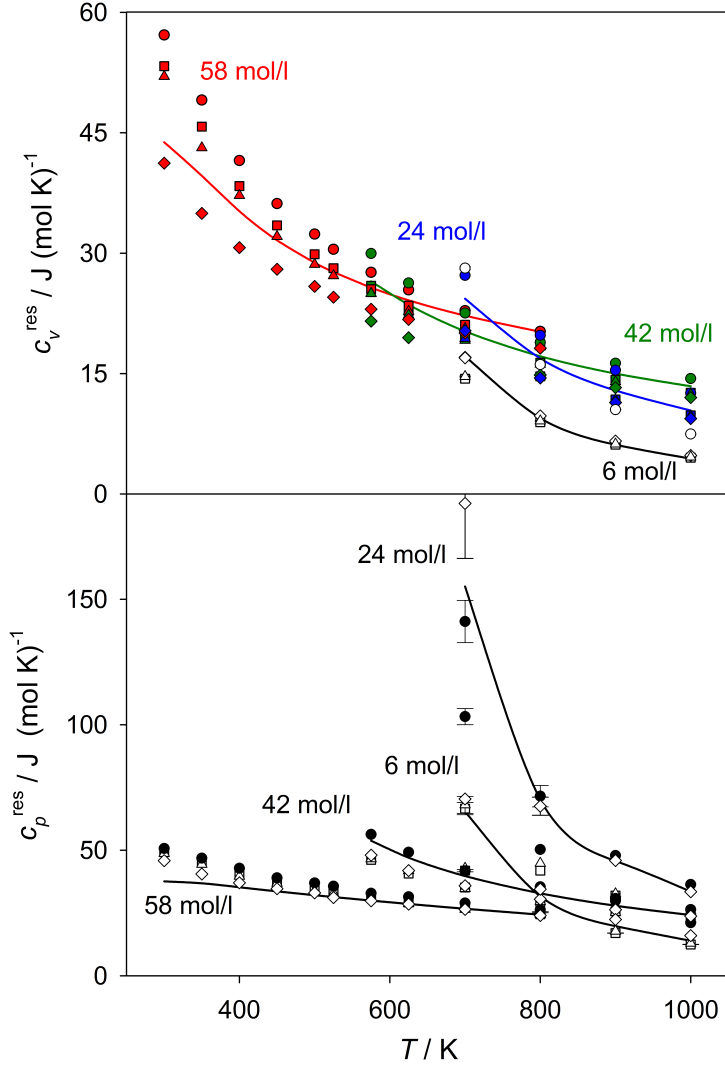 60
58 mol/l
45
24 mol/l
30
42 mol/l
15
6 mol/l
0
c_v^res / J (mol K)^-1
24 mol/l
150
100
6 mol/l
42 mol/l
50
58 mol/l
0
c_p^res / J (mol K)^-1
400 600 800 1000
T / K